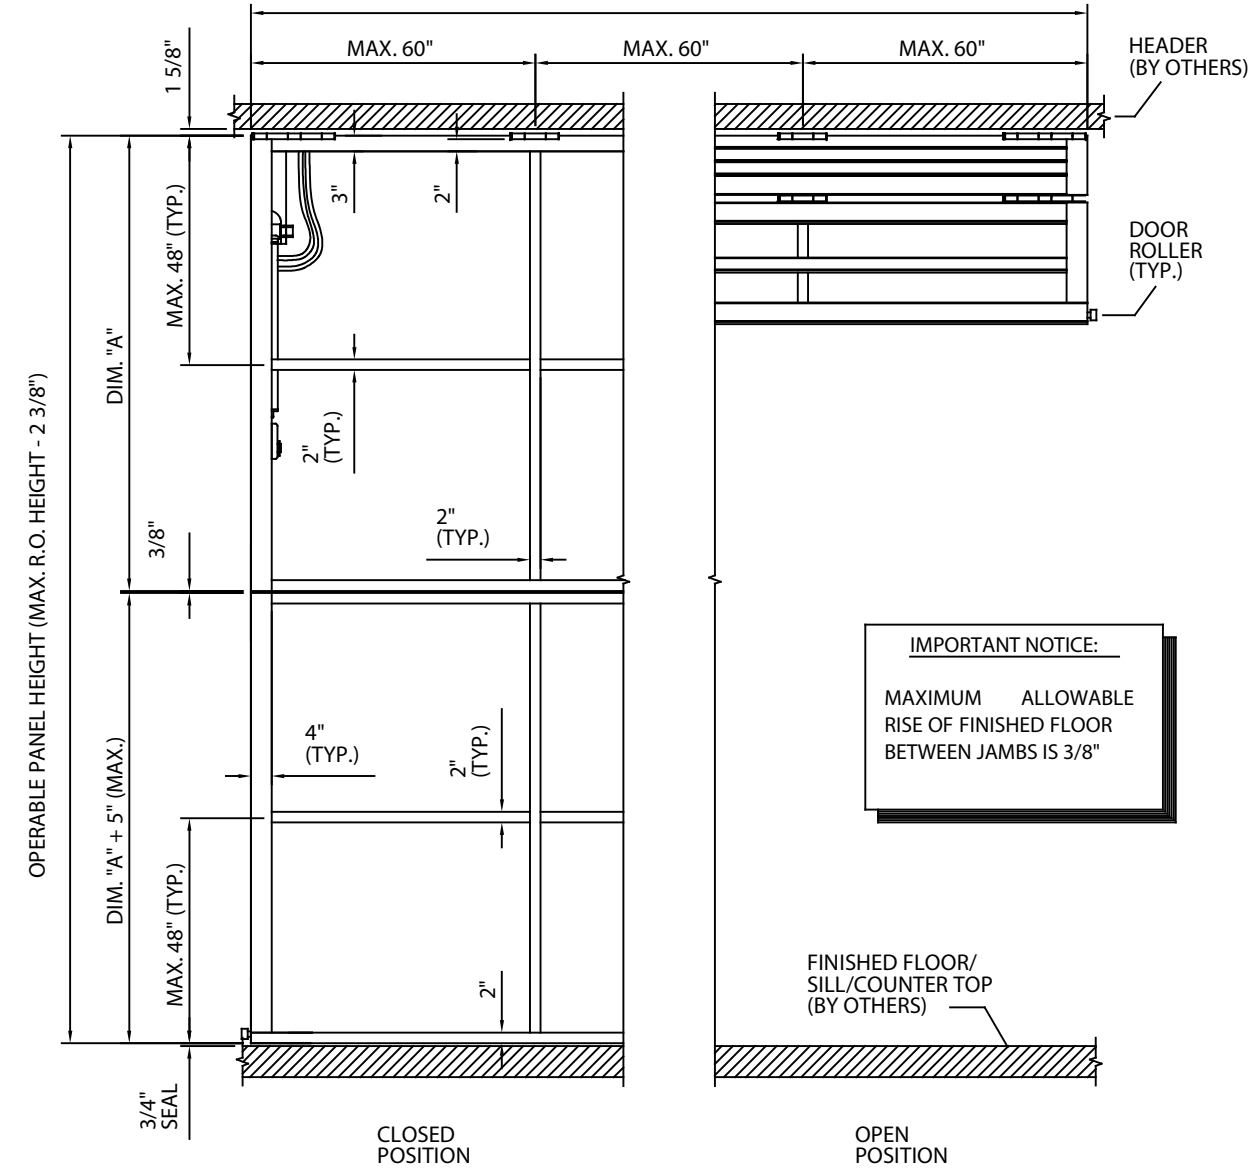 MAX. 60"
MAX. 60"
MAX. 60"
HEADER
(BY OTHERS)
1 5/8"
3"
2"
MAX. 48" (TYP.)
DOOR
ROLLER
(TYP.)
DIM. "A"
OPERABLE PANEL HEIGHT (MAX. R.O. HEIGHT - 2 3/8")
2"
(TYP.)
2"
(TYP.)
3/8"
IMPORTANT NOTICE:
MAXIMUM ALLOWABLE
RISE OF FINISHED FLOOR
BETWEEN JAMBS IS 3/8"
4"
(TYP.)
2"
(TYP.)
DIM. "A" + 5" (MAX.)
MAX. 48" (TYP.)
2"
FINISHED FLOOR/
SILL/COUNTER TOP
(BY OTHERS)
3/4"
SEAL
CLOSED
POSITION
OPEN
POSITION